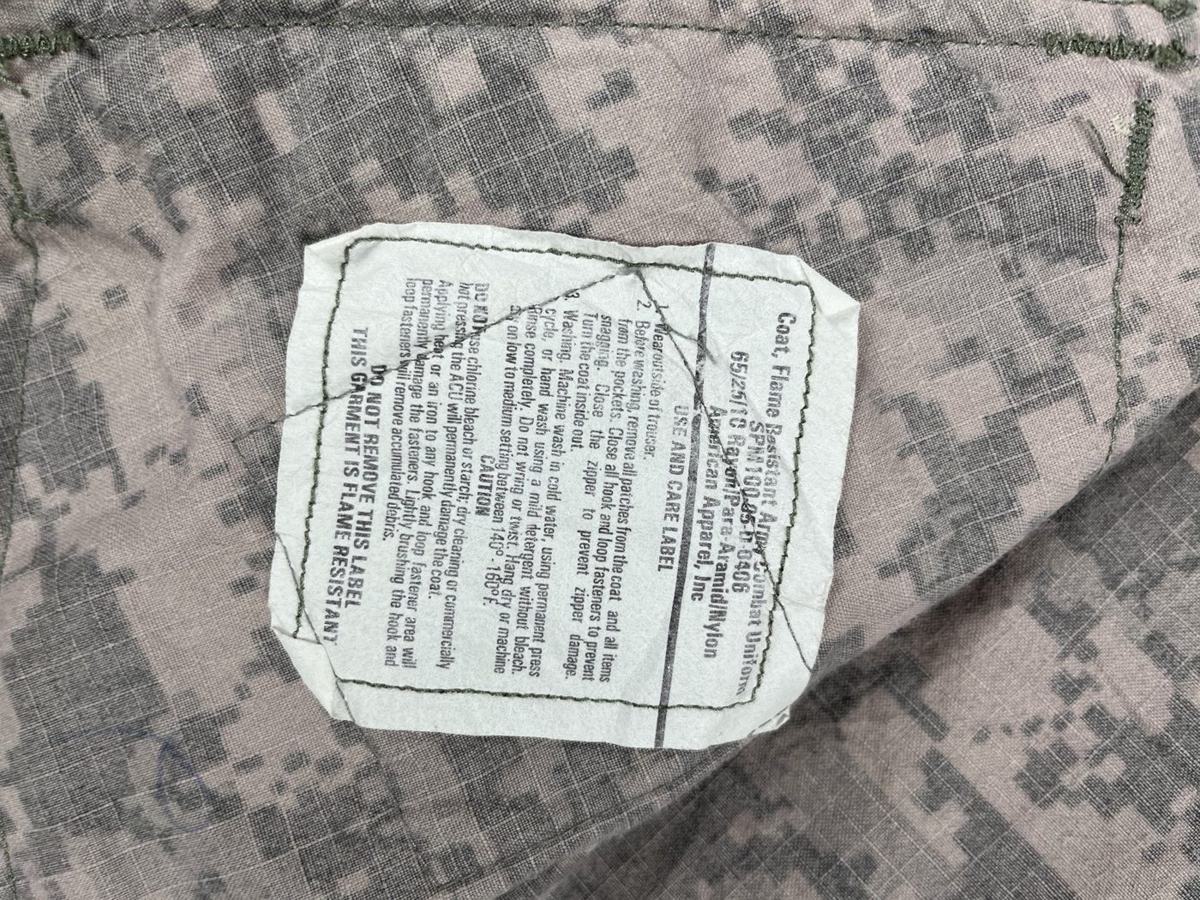 Coat, Flame Resistant Army Combat Uniform
SPM100-05-D-0406
65/25/10 Rayon/Para-Aramid/Nylon
American Apparel, Inc
USE AND CARE LABEL
1. Wear outside of trouser.
2. Before washing, remove all patches from the coat, and all items
from the pockets. Close all hook and loop fasteners to prevent
snagging. Close the zipper to prevent zipper damage.
Turn the coat inside out.
3. Washing. Machine wash in cold water, using permanent press
cycle, or hand wash using a mild detergent without bleach.
Rinse completely. Do not wring or twist. Hang dry or machine
dry on low to medium setting between 140° - 160°F.
CAUTION
DO NOT use chlorine bleach or starch; dry cleaning or commercially
hot pressing the ACU will permanently damage the coat.
Applying heat or an iron to any hook and loop fastener area will
permanently damage the fasteners. Lightly brushing the hook and
loop fasteners will remove accumulated debris.
DO NOT REMOVE THIS LABEL
THIS GARMENT IS FLAME RESISTANT